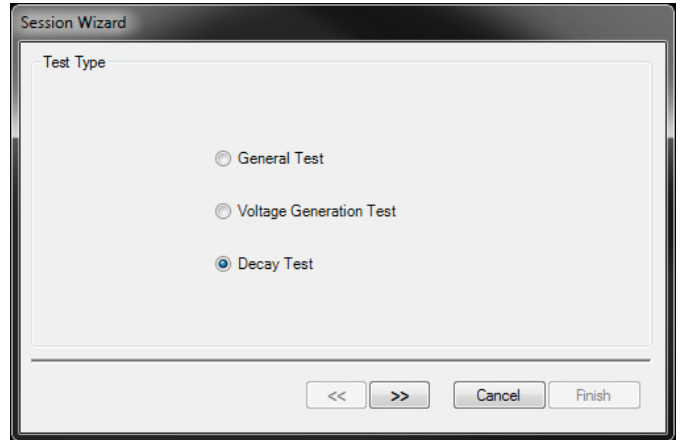 Session Wizard
Test Type
General Test
Voltage Generation Test
Decay Test
<< >> Cancel Finish